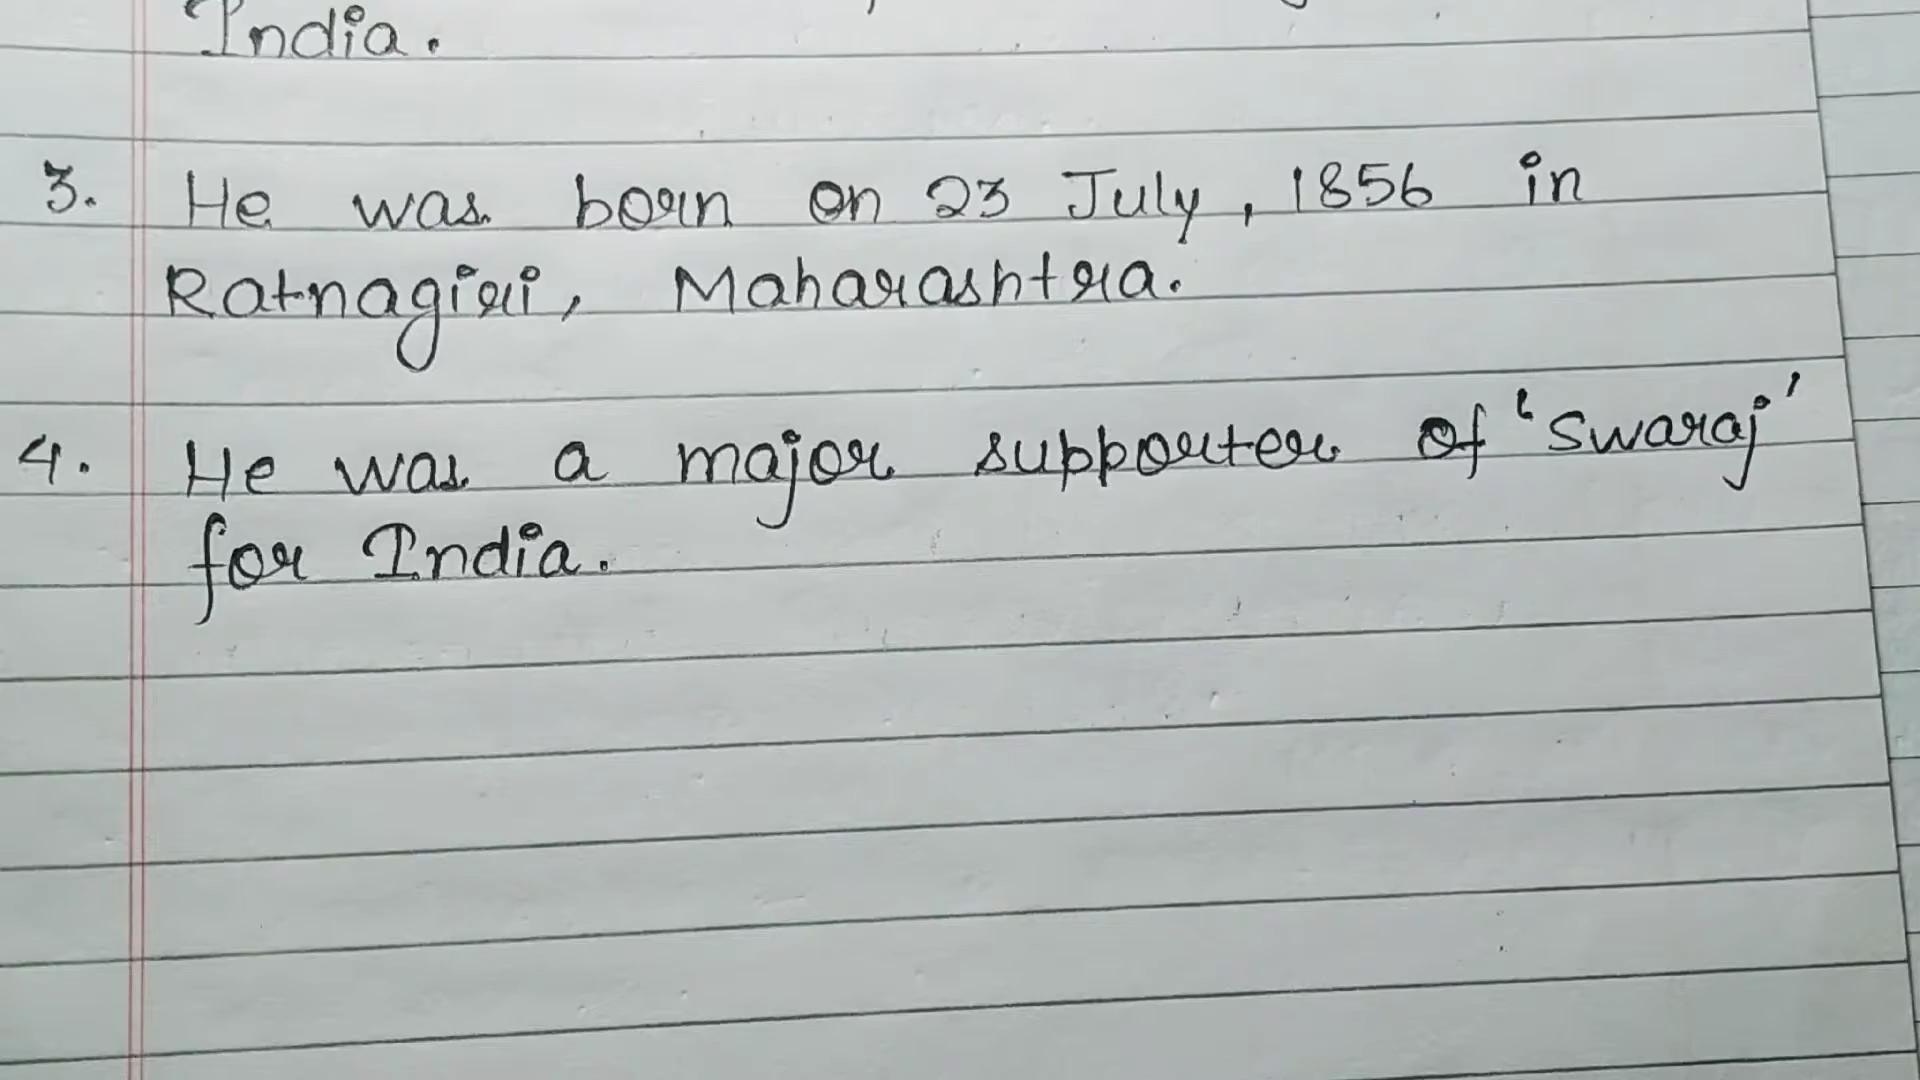 India.
3. He was born on 23 July, 1856 in
Ratnagiri, Maharashtra.
4. He was a major supporter of 'Swaraj'
for India.